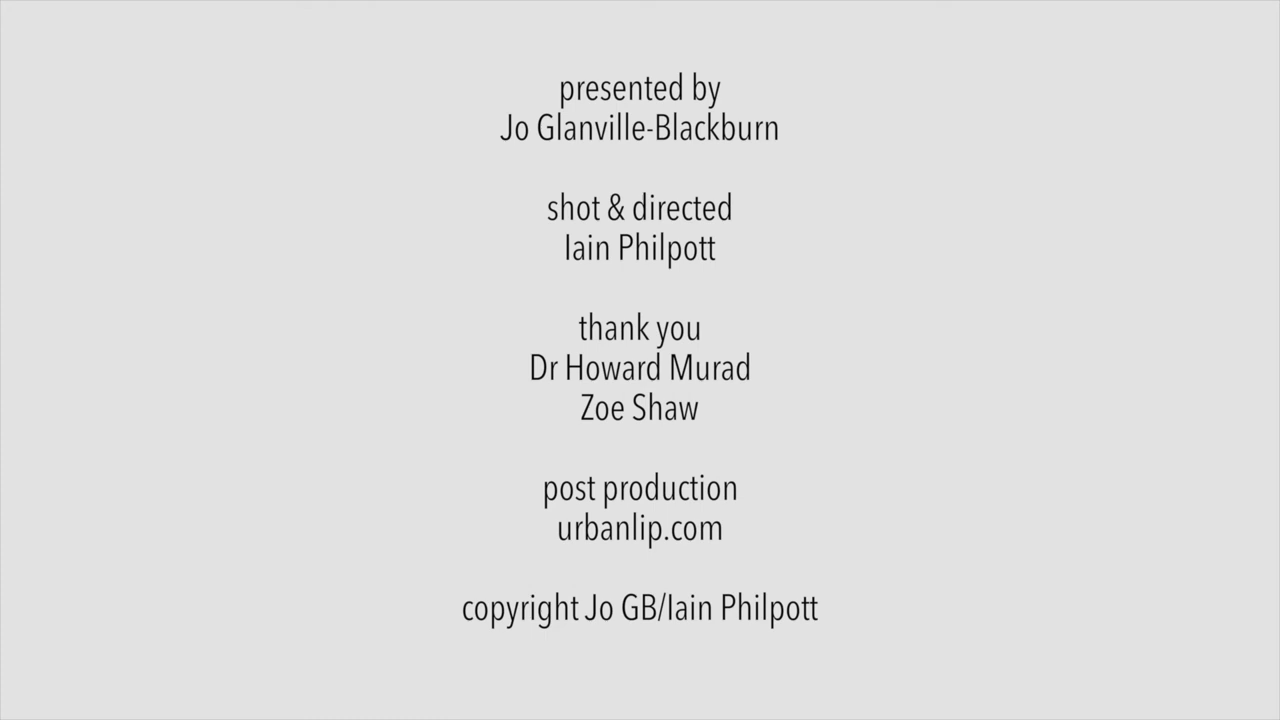 presented by
Jo Glanville-Blackburn
shot & directed
Iain Philpott
thank you
Dr Howard Murad
Zoe Shaw
post production
urbanlip.com
copyright Jo GB/Iain Philpott